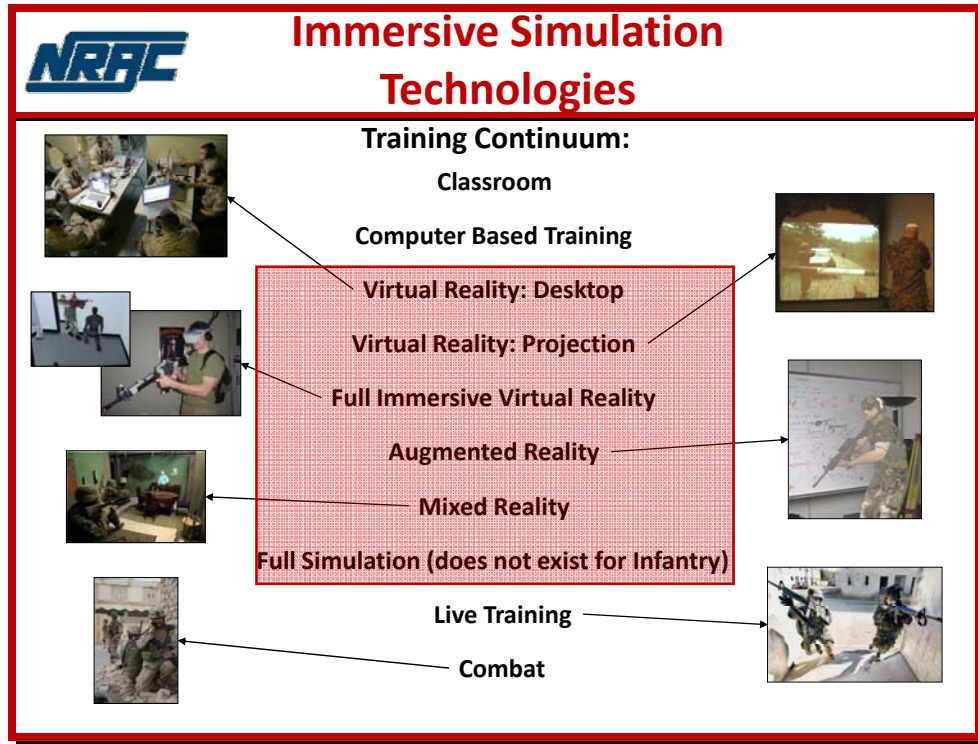 NRAC
Immersive Simulation
Technologies
Training Continuum:
Classroom
Computer Based Training
Virtual Reality: Desktop
Virtual Reality: Projection
Full Immersive Virtual Reality
Augmented Reality
Mixed Reality
Full Simulation (does not exist for Infantry)
Live Training
Combat